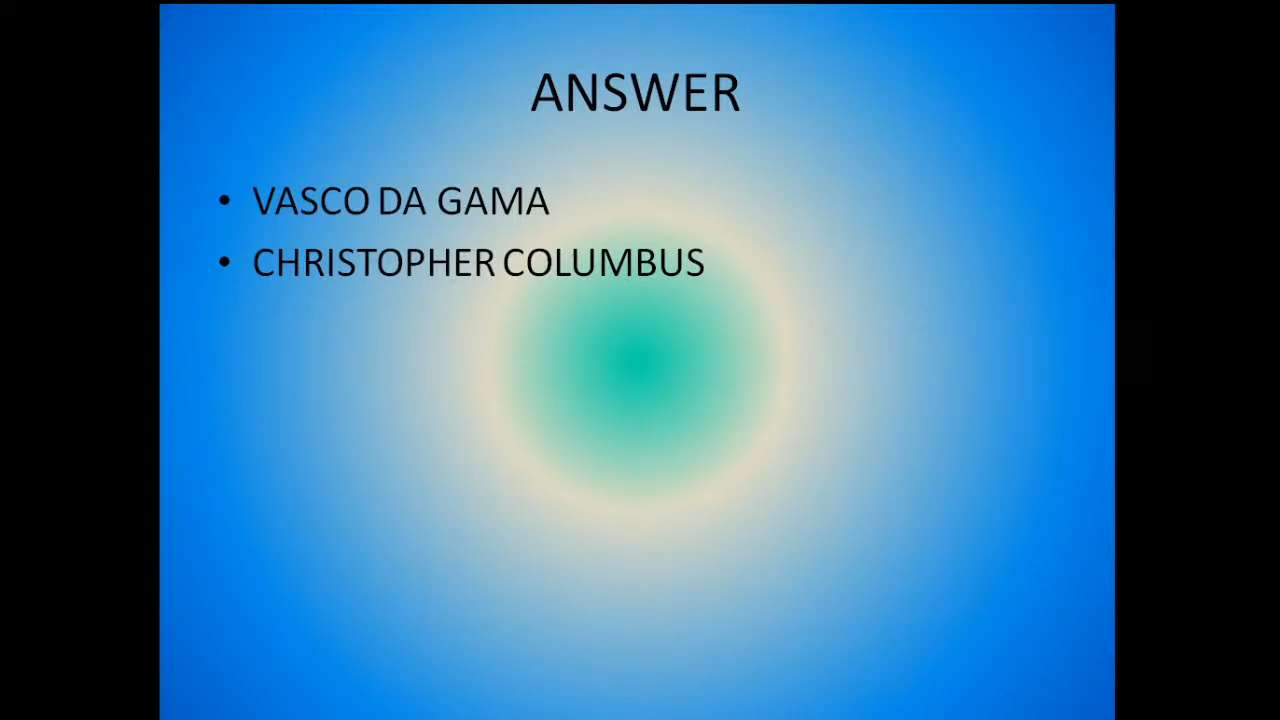 ANSWER
• VASCO DA GAMA
• CHRISTOPHER COLUMBUS